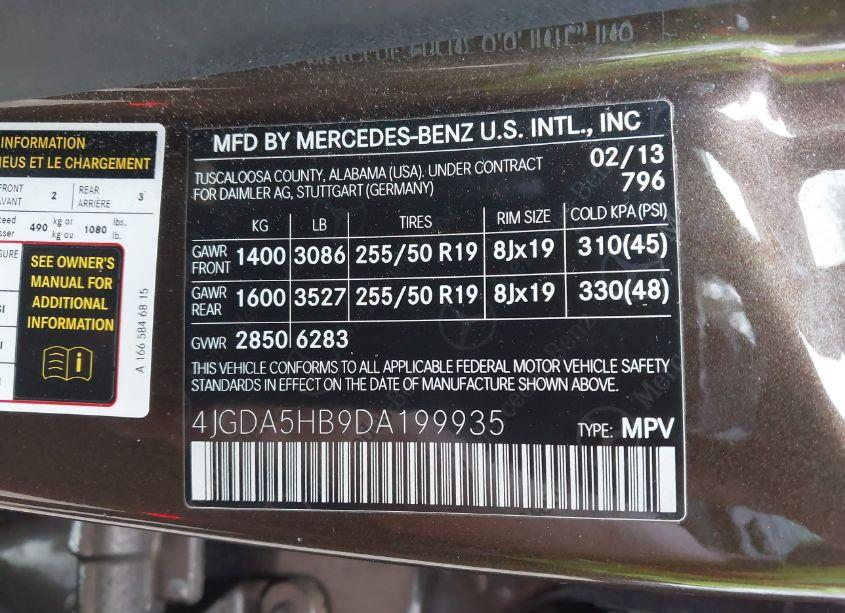 INFORMATION
NEUS ET LE CHARGEMENT
FRONT
AVANT
2
REAR
ARRIÈRE
3
490 kg or
kg ou
1080 lbs.
lb.
SEE OWNER'S
MANUAL FOR
ADDITIONAL
INFORMATION
A 166 584 68 15
MFD BY MERCEDES-BENZ U.S. INTL., INC
TUSCALOOSA COUNTY, ALABAMA (USA). UNDER CONTRACT 02/13
FOR DAIMLER AG, STUTTGART (GERMANY) 796
KG LB TIRES RIM SIZE COLD KPA (PSI)
GAWR FRONT 1400 3086 255/50 R19 8Jx19 310(45)
GAWR REAR 1600 3527 255/50 R19 8Jx19 330(48)
GVWR 2850 6283
THIS VEHICLE CONFORMS TO ALL APPLICABLE FEDERAL MOTOR VEHICLE SAFETY
STANDARDS IN EFFECT ON THE DATE OF MANUFACTURE SHOWN ABOVE.
4JGDA5HB9DA199935 TYPE: MPV